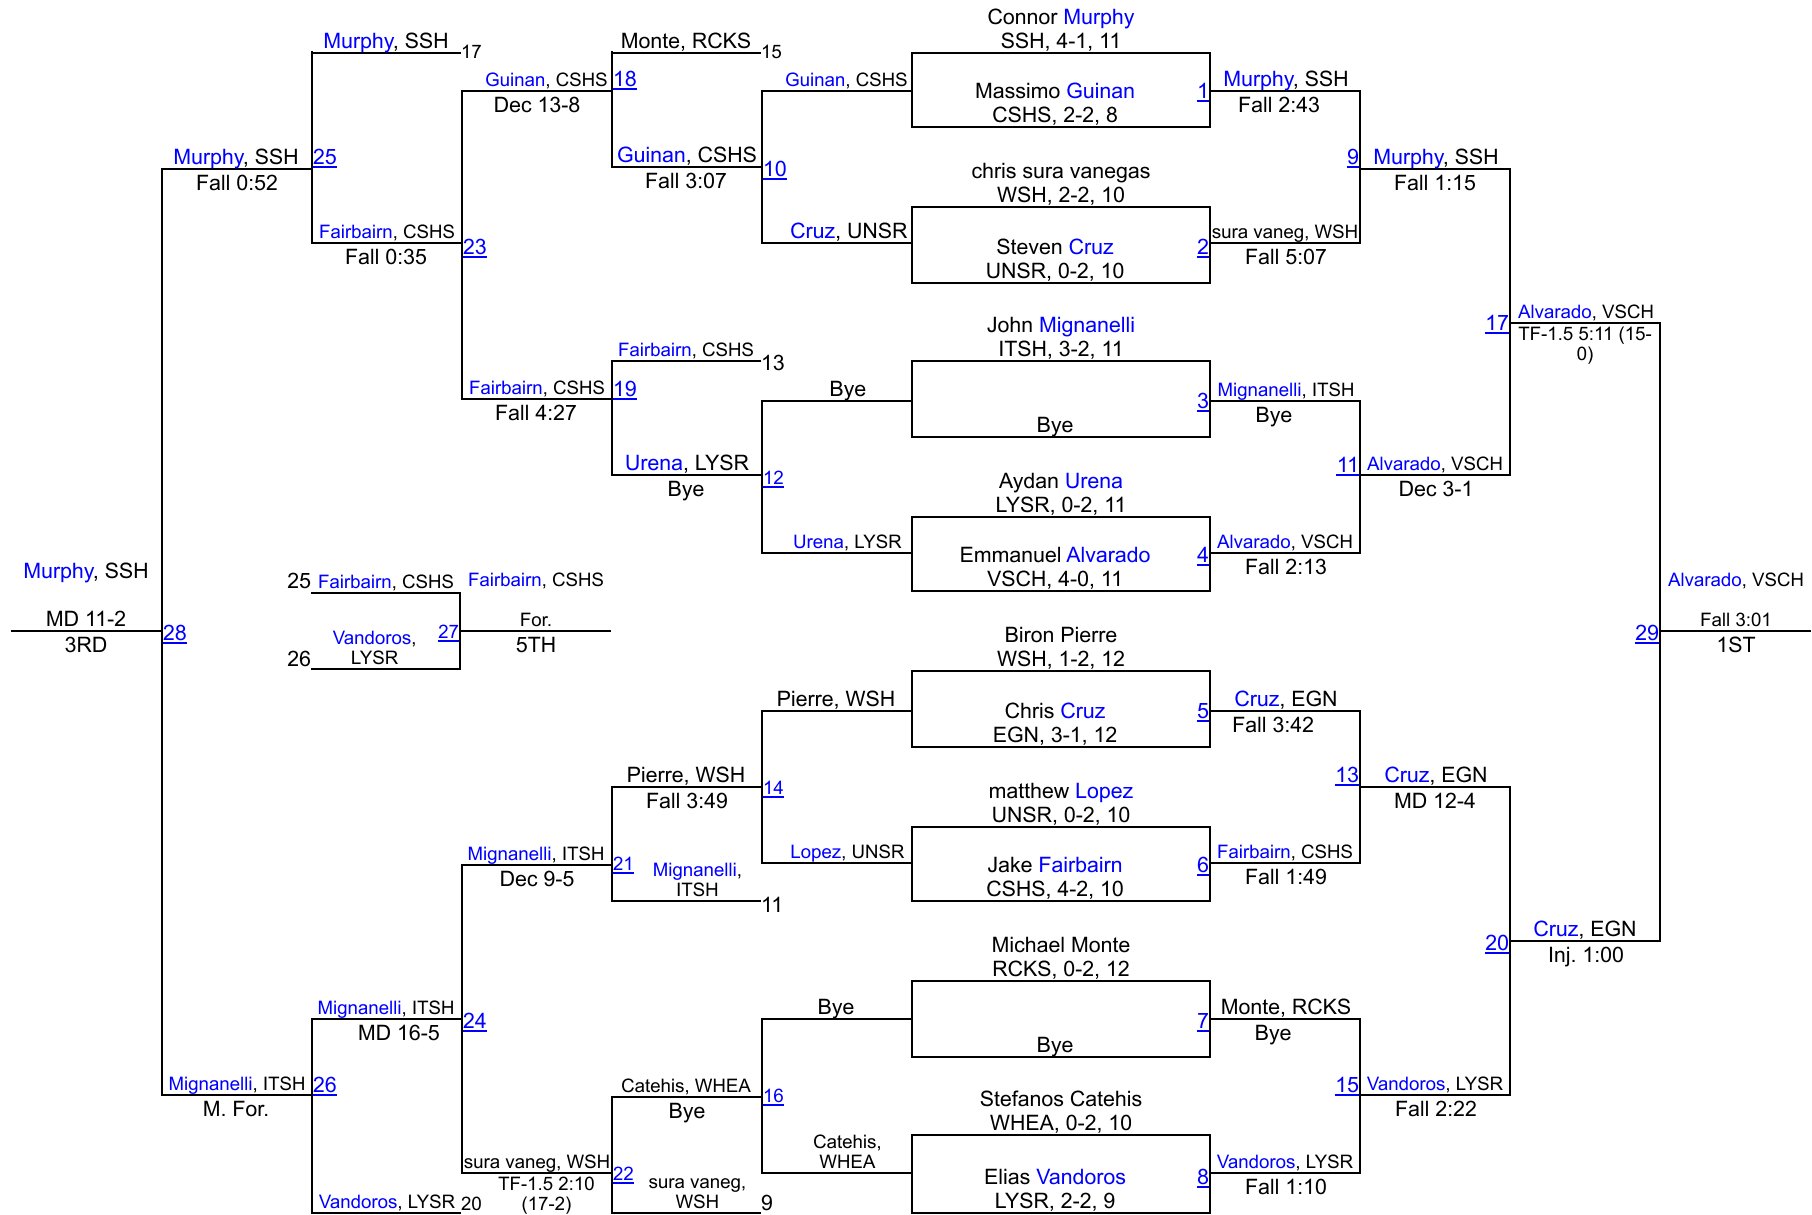 Connor Murphy
SSH, 4-1, 11
Murphy, SSH
17
Monte, RCKS
15
Guinan, CSHS
18
Dec 13-8
Guinan, CSHS
Massimo Guinan
CSHS, 2-2, 8
1
Murphy, SSH
Fall 2:43
Murphy, SSH
25
Fall 0:52
Guinan, CSHS
10
Fall 3:07
chris sura vanegas
WSH, 2-2, 10
9
Murphy, SSH
Fall 1:15
Fairbairn, CSHS
23
Fall 0:35
Cruz, UNSR
Steven Cruz
UNSR, 0-2, 10
2
sura vaneg, WSH
Fall 5:07
John Mignanelli
ITSH, 3-2, 11
17
Alvarado, VSCH
TF-1.5 5:11 (15-
0)
Fairbairn, CSHS
13
Fairbairn, CSHS
19
Fall 4:27
Bye
Bye
3
Mignanelli, ITSH
Bye
Urena, LYSR
12
Bye
Aydan Urena
LYSR, 0-2, 11
11
Alvarado, VSCH
Dec 3-1
Urena, LYSR
Emmanuel Alvarado
VSCH, 4-0, 11
4
Alvarado, VSCH
Fall 2:13
Murphy, SSH
MD 11-2
3RD
28
25
Fairbairn, CSHS
Fairbairn, CSHS
27
For.
5TH
26
Vandoros,
LYSR
Biron Pierre
WSH, 1-2, 12
29
Alvarado, VSCH
Fall 3:01
1ST
Pierre, WSH
Chris Cruz
EGN, 3-1, 12
5
Cruz, EGN
Fall 3:42
Pierre, WSH
14
Fall 3:49
matthew Lopez
UNSR, 0-2, 10
13
Cruz, EGN
MD 12-4
Mignanelli, ITSH
21
Dec 9-5
Mignanelli,
ITSH
11
Lopez, UNSR
Jake Fairbairn
CSHS, 4-2, 10
6
Fairbairn, CSHS
Fall 1:49
Michael Monte
RCKS, 0-2, 12
20
Cruz, EGN
Inj. 1:00
Mignanelli, ITSH
24
MD 16-5
Bye
Bye
7
Monte, RCKS
Bye
Mignanelli, ITSH
26
M. For.
Catehis, WHEA
16
Bye
Stefanos Catehis
WHEA, 0-2, 10
15
Vandoros, LYSR
Fall 2:22
Vandoros, LYSR
20
sura vaneg, WSH
TF-1.5 2:10
(17-2)
22
sura vaneg,
WSH
9
Catehis,
WHEA
Elias Vandoros
LYSR, 2-2, 9
8
Vandoros, LYSR
Fall 1:10